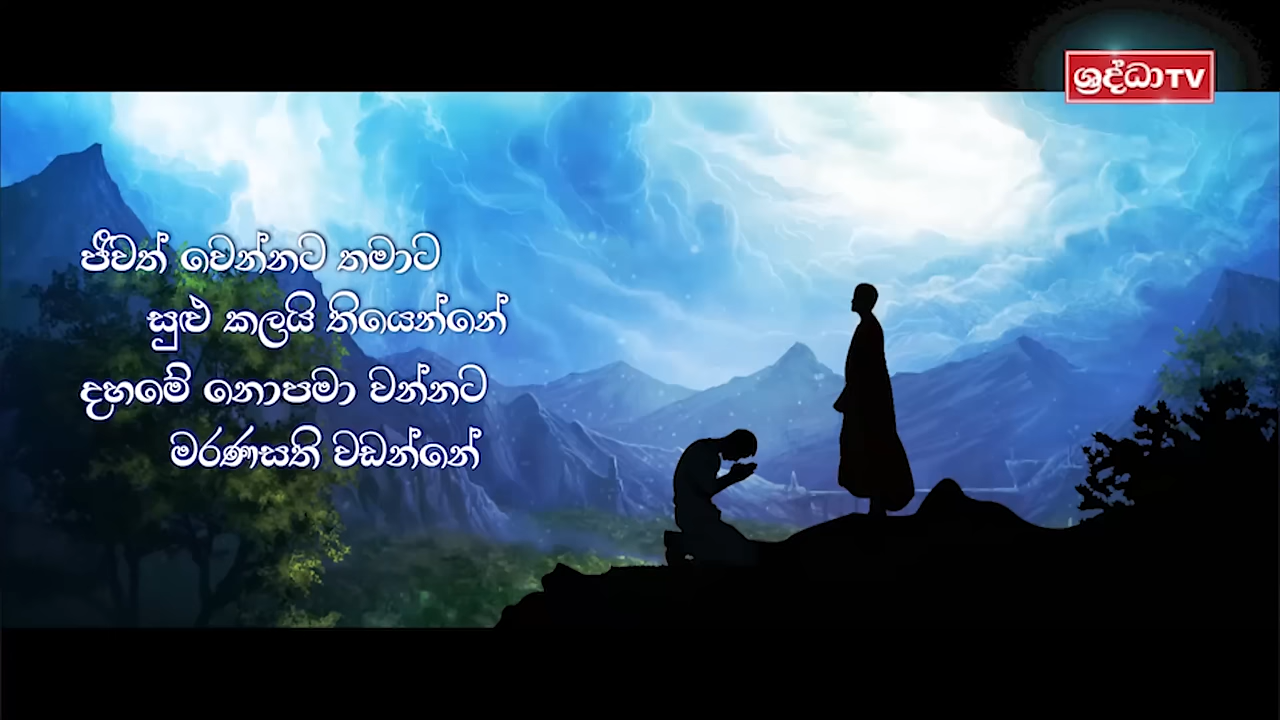 ශ්‍රද්ධාTV
ජීවත් වෙන්නට තමාට
සුළු කලයි තියෙන්නේ
දහමේ නොපමා වන්නට
මරණසති වඩන්නේ